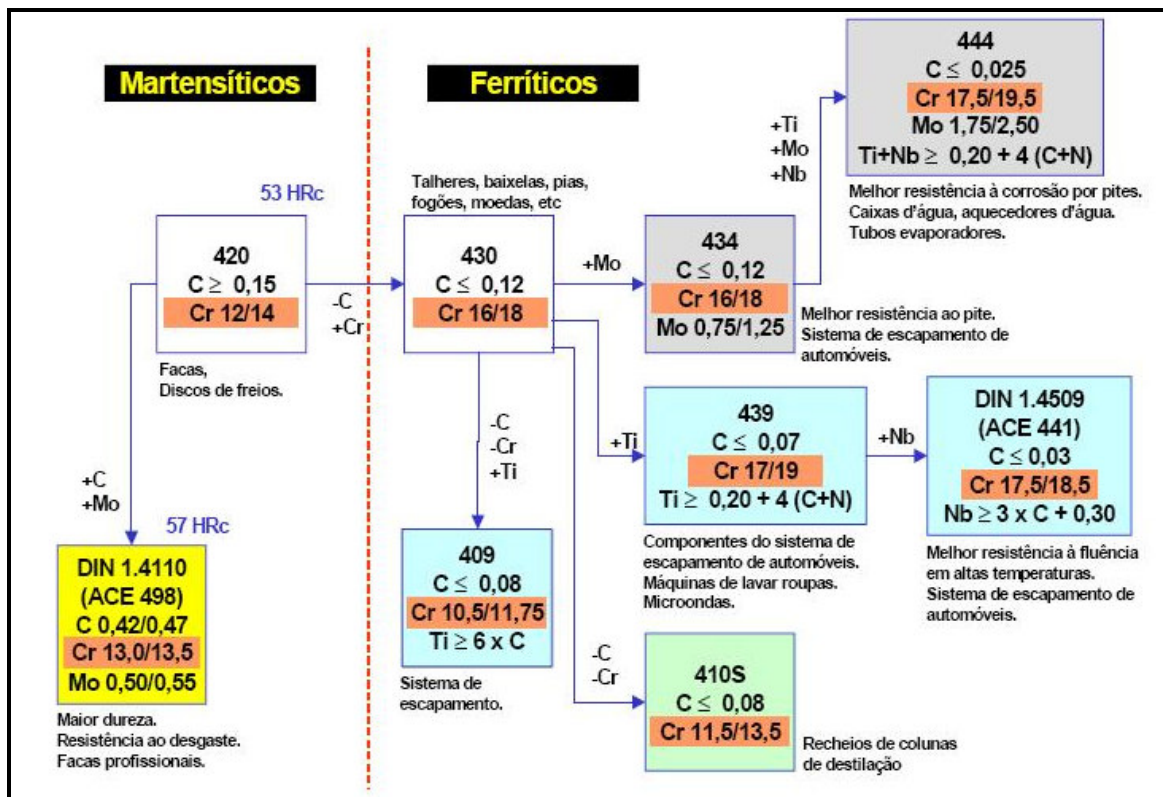 Martensíticos
Ferríticos
53 HRc
420
C ≥ 0,15
Cr 12/14
Facas,
Discos de freios.
+C
+Mo
57 HRc
DIN 1.4110
(ACE 498)
C 0,42/0,47
Cr 13,0/13,5
Mo 0,50/0,55
Maior dureza.
Resistência ao desgaste.
Facas profissionais.
-C
+Cr
Talheres, baixelas, pias,
fogões, moedas, etc
430
C ≤ 0,12
Cr 16/18
+Mo
434
C ≤ 0,12
Cr 16/18
Mo 0,75/1,25
Melhor resistência ao pite.
Sistema de escapamento de
automóveis.
+Ti
+Mo
+Nb
444
C ≤ 0,025
Cr 17,5/19,5
Mo 1,75/2,50
Ti+Nb ≥ 0,20 + 4 (C+N)
Melhor resistência à corrosão por pites.
Caixas d'água, aquecedores d'água.
Tubos evaporadores.
-C
-Cr
+Ti
409
C ≤ 0,08
Cr 10,5/11,75
Ti ≥ 6 x C
Sistema de
escapamento.
+Ti
439
C ≤ 0,07
Cr 17/19
Ti ≥ 0,20 + 4 (C+N)
Componentes do sistema de
escapamento de automóveis.
Máquinas de lavar roupas.
Microondas.
+Nb
DIN 1.4509
(ACE 441)
C ≤ 0,03
Cr 17,5/18,5
Nb ≥ 3 x C + 0,30
Melhor resistência à fluência
em altas temperaturas.
Sistema de escapamento de
automóveis.
-C
-Cr
410S
C ≤ 0,08
Cr 11,5/13,5
Recheios de colunas
de destilação